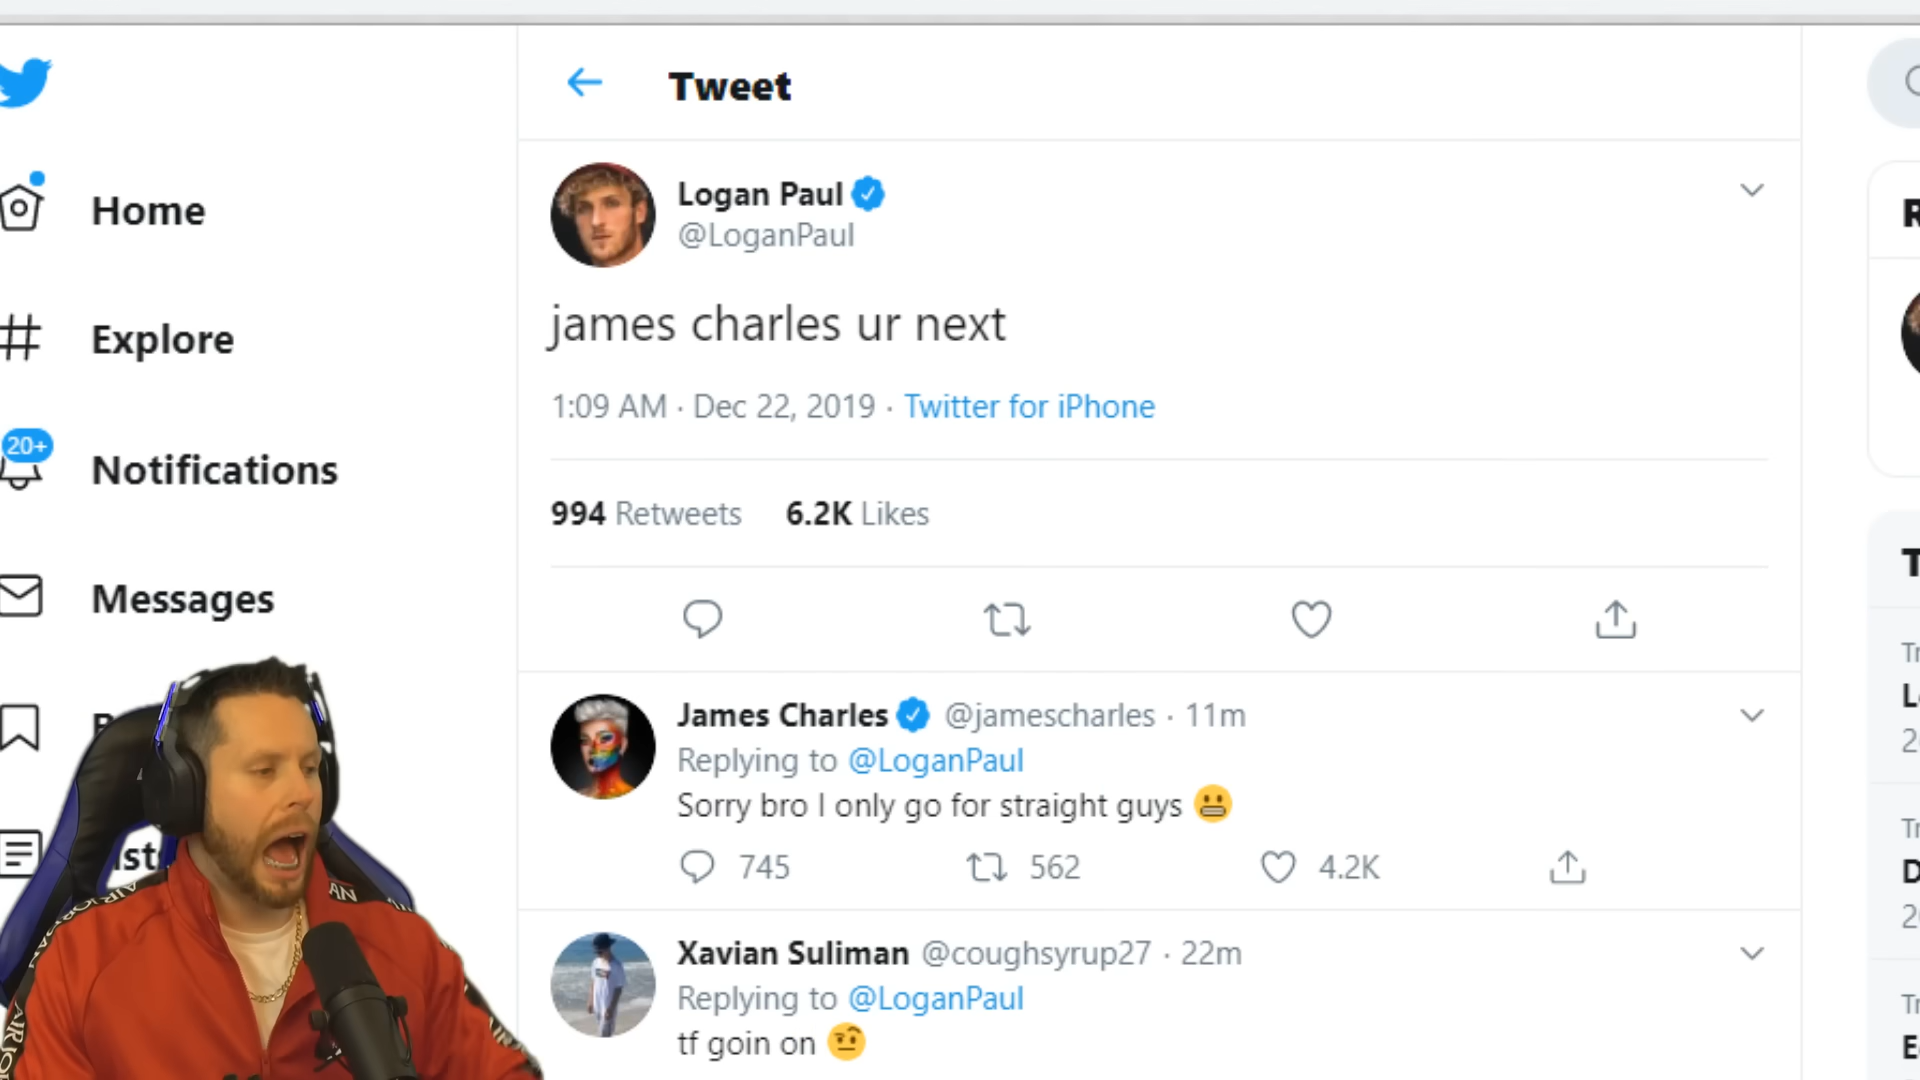 Tweet
Home
Explore
20+
Notifications
Messages
Logan Paul
@LoganPaul
james charles ur next
1:09 AM · Dec 22, 2019 · Twitter for iPhone
994 Retweets 6.2K Likes
James Charles @jamescharles · 11m
Replying to @LoganPaul
Sorry bro I only go for straight guys 😬
745 562 4.2K
Xavian Suliman @coughsyrup27 · 22m
Replying to @LoganPaul
tf goin on 🤨